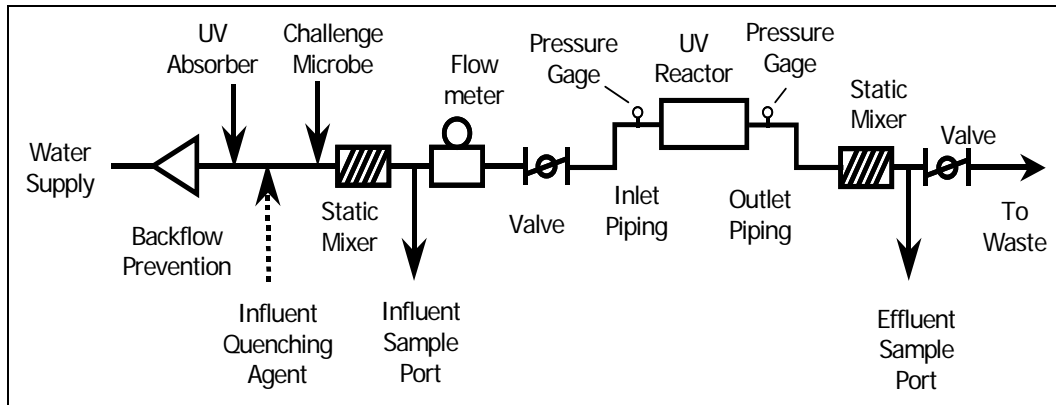 UV
Absorber
Challenge
Microbe
Flow
meter
Pressure
Gage
UV
Reactor
Pressure
Gage
Static
Mixer
Valve
Water
Supply
Backflow
Prevention
Static
Mixer
Valve
Inlet
Piping
Outlet
Piping
To
Waste
Influent
Quenching
Agent
Influent
Sample
Port
Effluent
Sample
Port